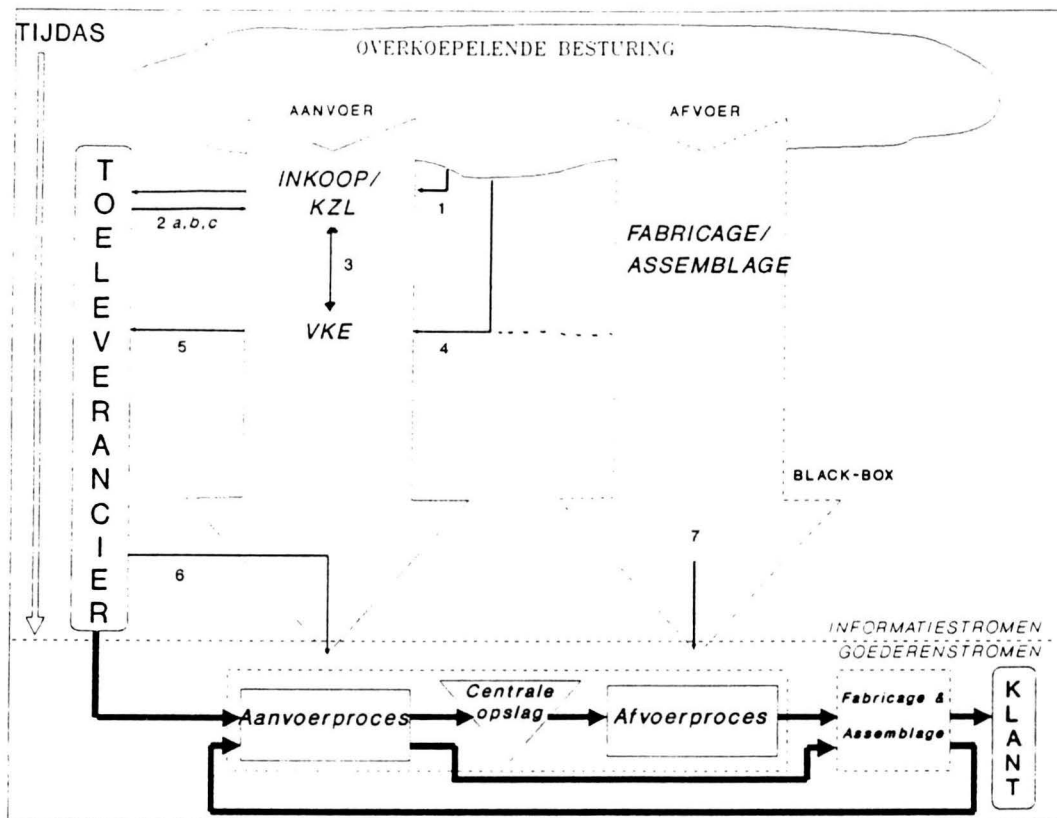 TIJDAS
OVERKOEPELENDE BESTURING
AANVOER
AFVOER
TOELEVERANCIER
INKOOP/
KZL
1
2 a,b,c
3
FABRICAGE/
ASSEMBLAGE
VKE
5
4
BLACK-BOX
6
7
INFORMATIESTROMEN
GOEDERENSTROMEN
Aanvoerproces
Centrale
opslag
Afvoerproces
Fabricage &
Assemblage
KLANT